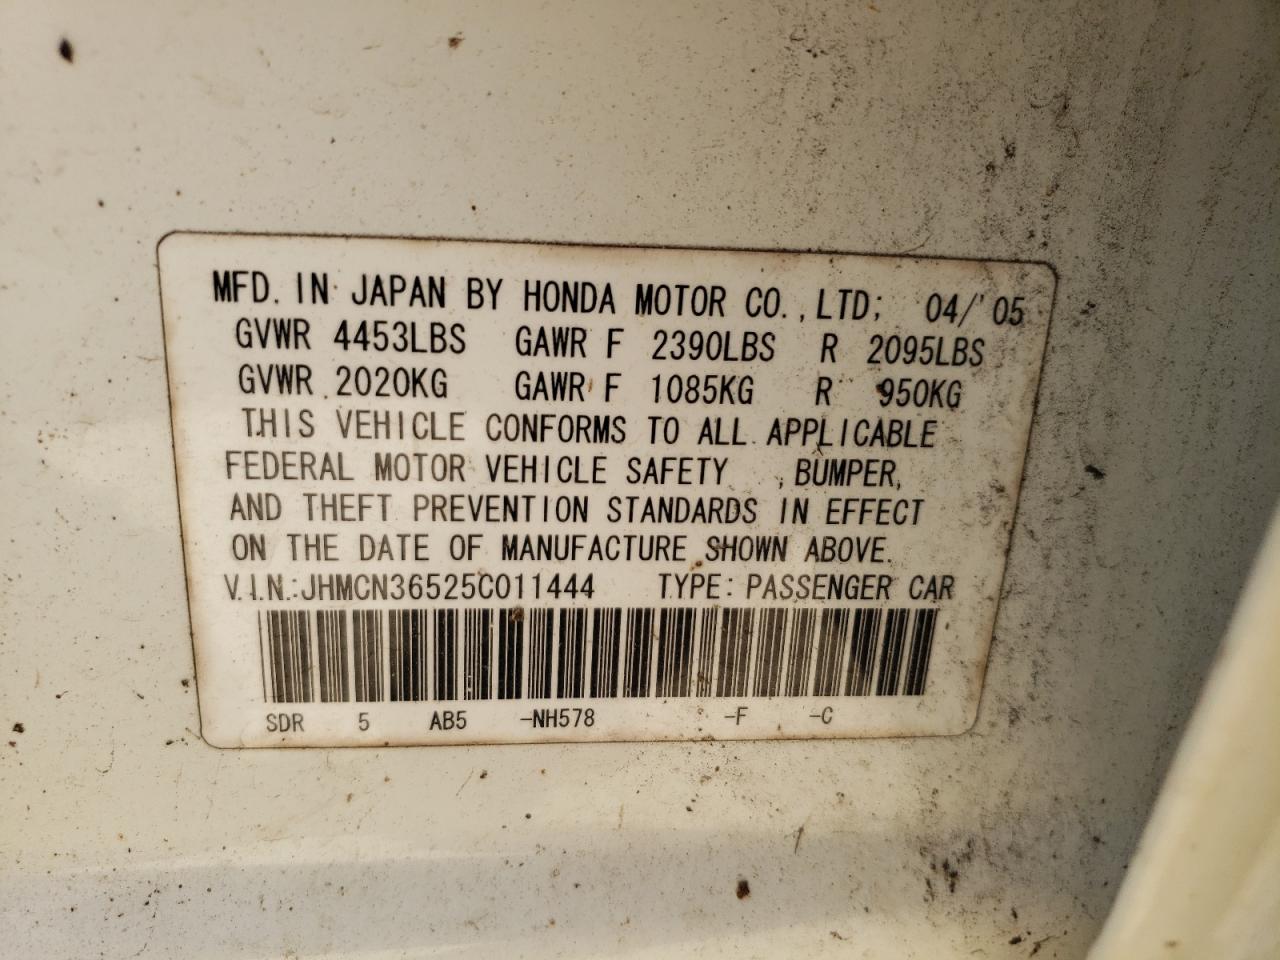 MFD. IN JAPAN BY HONDA MOTOR CO., LTD; 04/'05
GVWR 4453LBS GAWR F 2390LBS R 2095LBS
GVWR 2020KG GAWR F 1085KG R 950KG
THIS VEHICLE CONFORMS TO ALL APPLICABLE
FEDERAL MOTOR VEHICLE SAFETY , BUMPER,
AND THEFT PREVENTION STANDARDS IN EFFECT
ON THE DATE OF MANUFACTURE SHOWN ABOVE.
V.I.N.:JHMCN36525C011444 TYPE: PASSENGER CAR
SDR 5 AB5 -NH578 -F -C